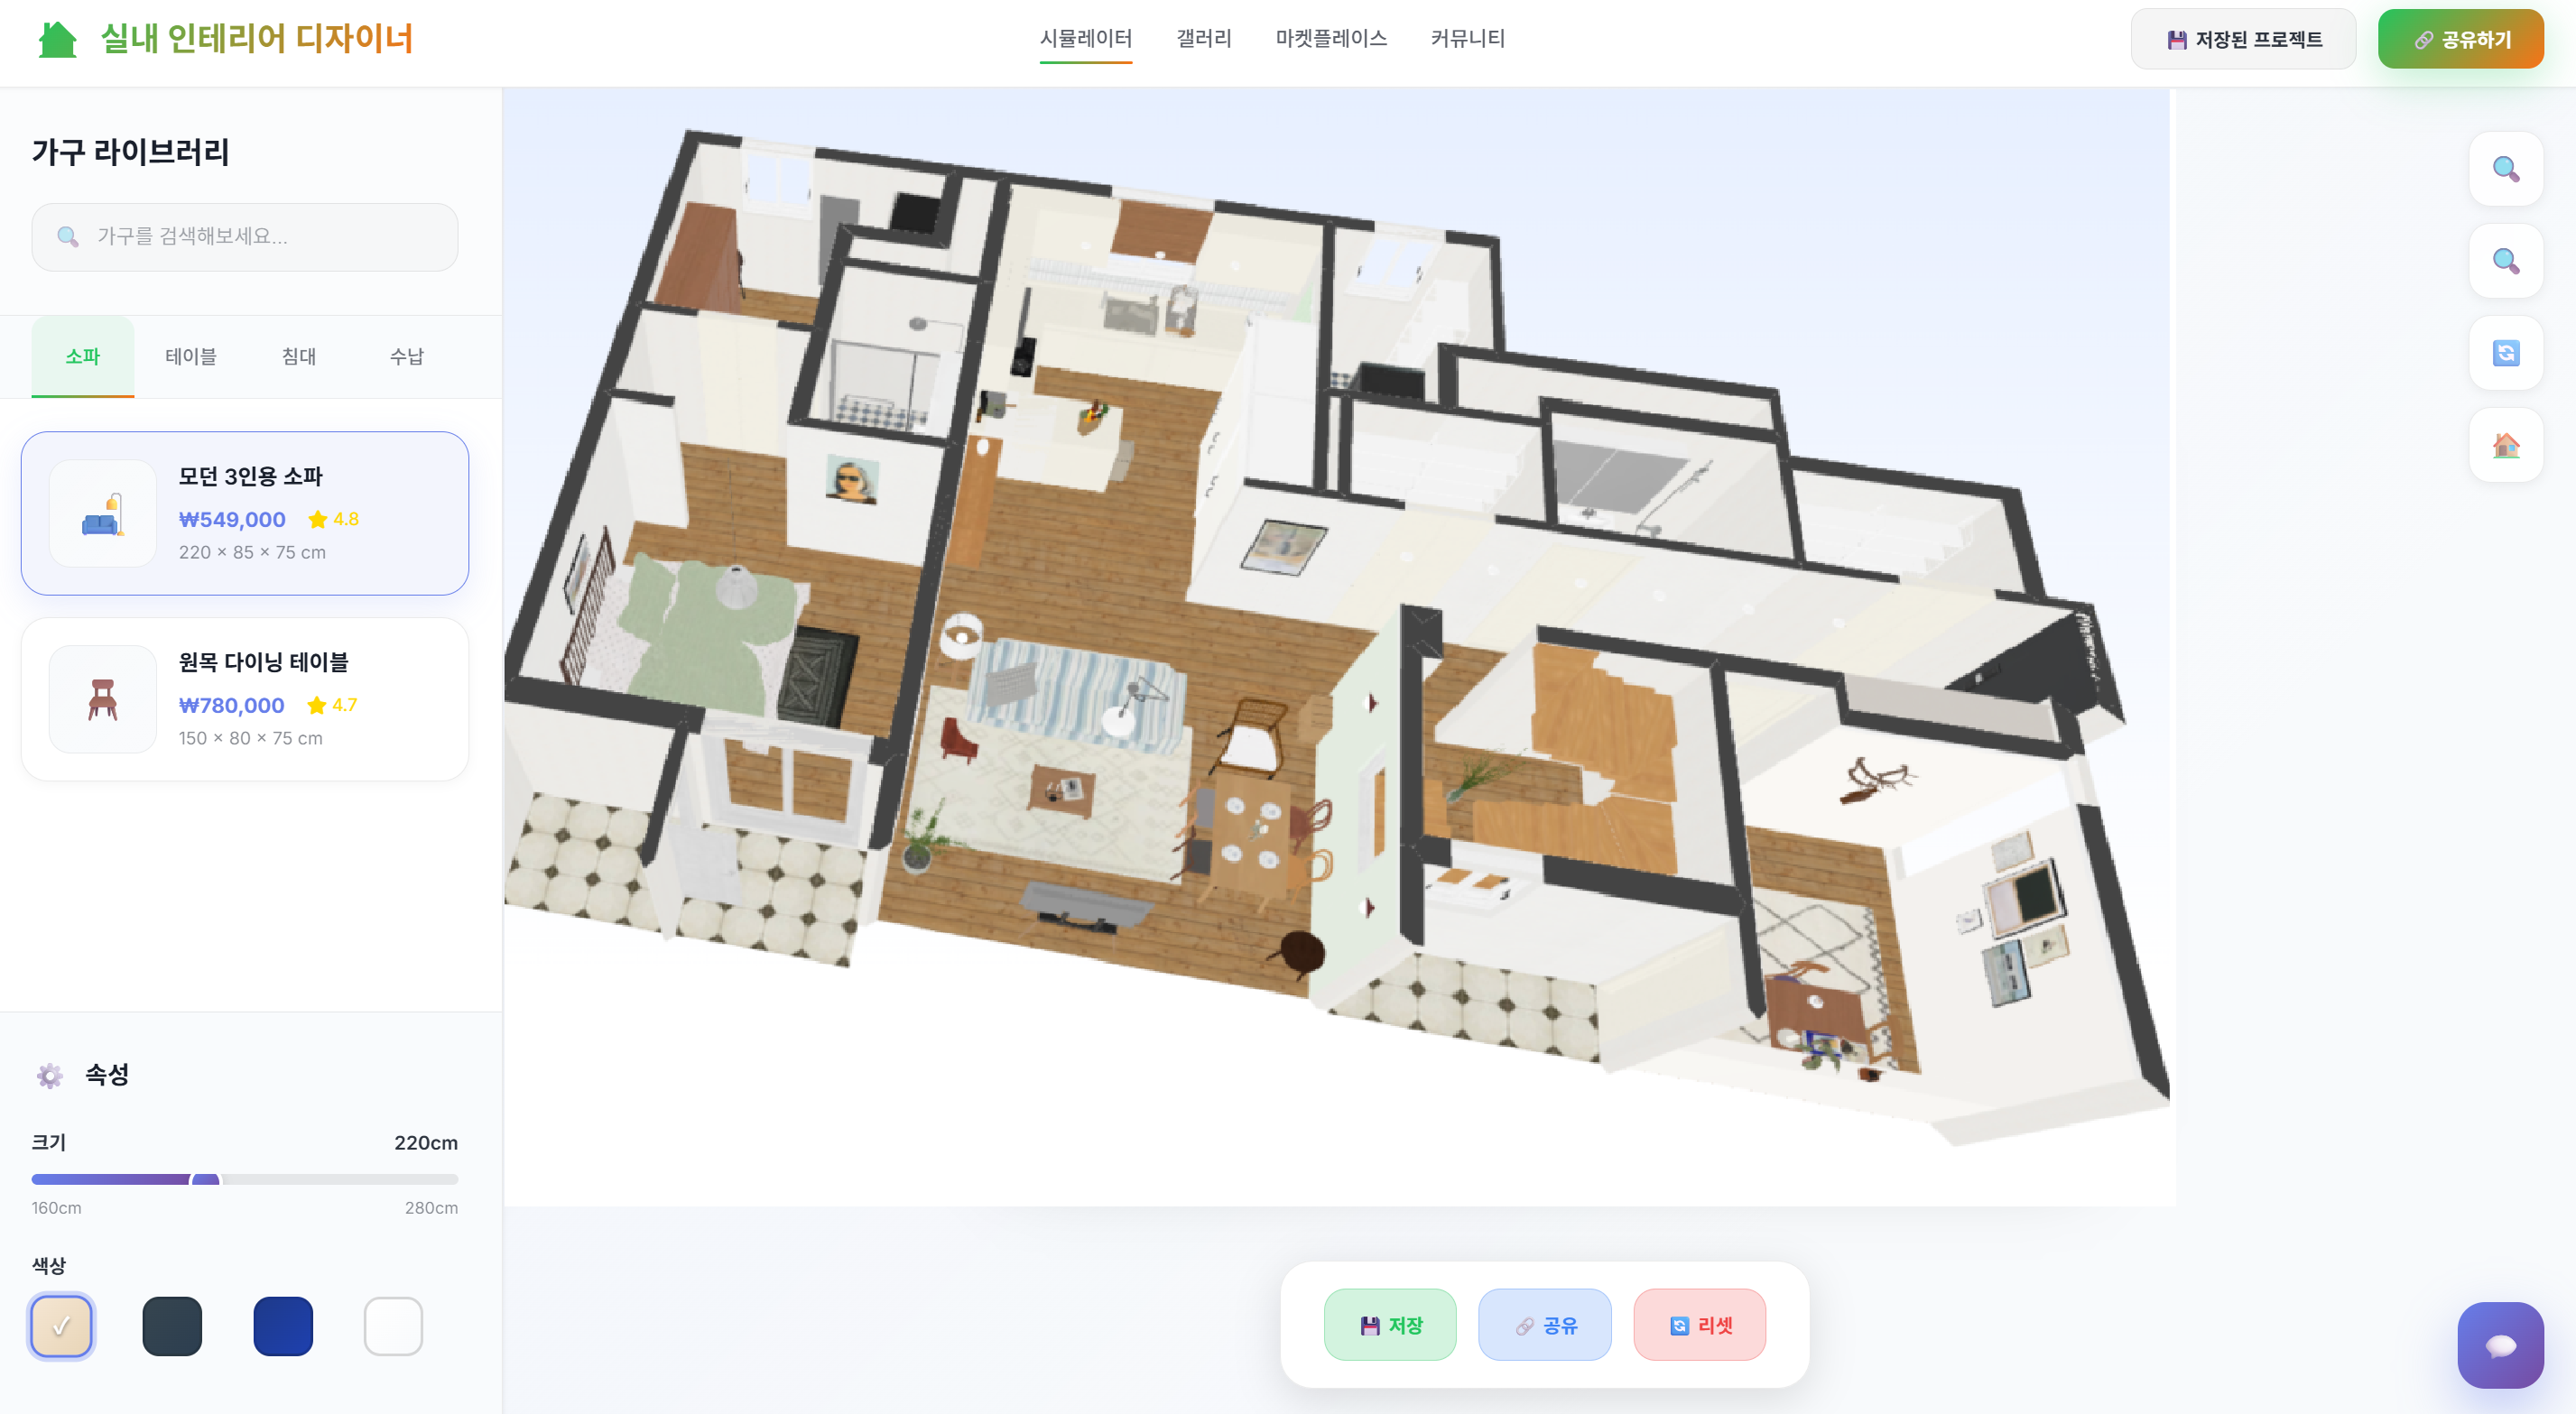 실내 인테리어 디자이너
시뮬레이터
갤러리
마켓플레이스
커뮤니티
저장된 프로젝트
공유하기
가구 라이브러리
가구를 검색해보세요...
소파
테이블
침대
수납
모던 3인용 소파
₩549,000 4.8
220 × 85 × 75 cm
원목 다이닝 테이블
₩780,000 4.7
150 × 80 × 75 cm
속성
크기 220cm
160cm 280cm
색상
저장
공유
리셋